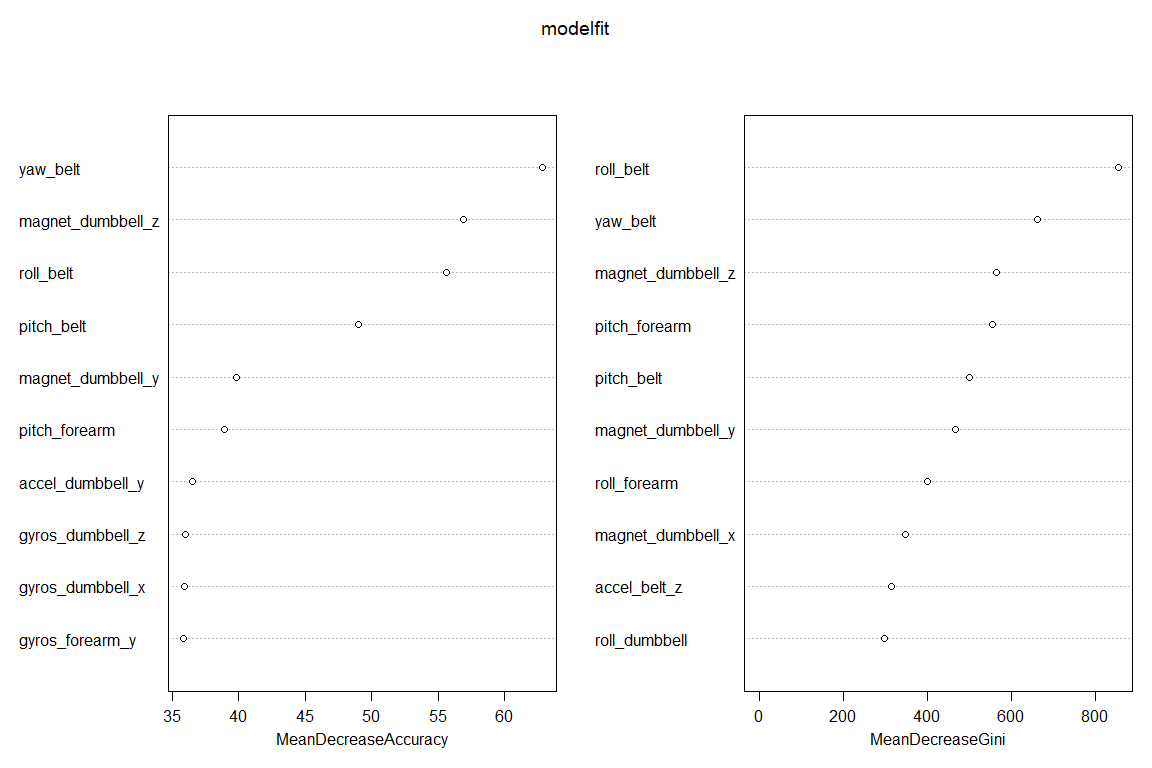 modelfit
yaw_belt
magnet_dumbbell_z
roll_belt
pitch_belt
magnet_dumbbell_y
pitch_forearm
accel_dumbbell_y
gyros_dumbbell_z
gyros_dumbbell_x
gyros_forearm_y
35 40 45 50 55 60
MeanDecreaseAccuracy
roll_belt
yaw_belt
magnet_dumbbell_z
pitch_forearm
pitch_belt
magnet_dumbbell_y
roll_forearm
magnet_dumbbell_x
accel_belt_z
roll_dumbbell
0 200 400 600 800
MeanDecreaseGini